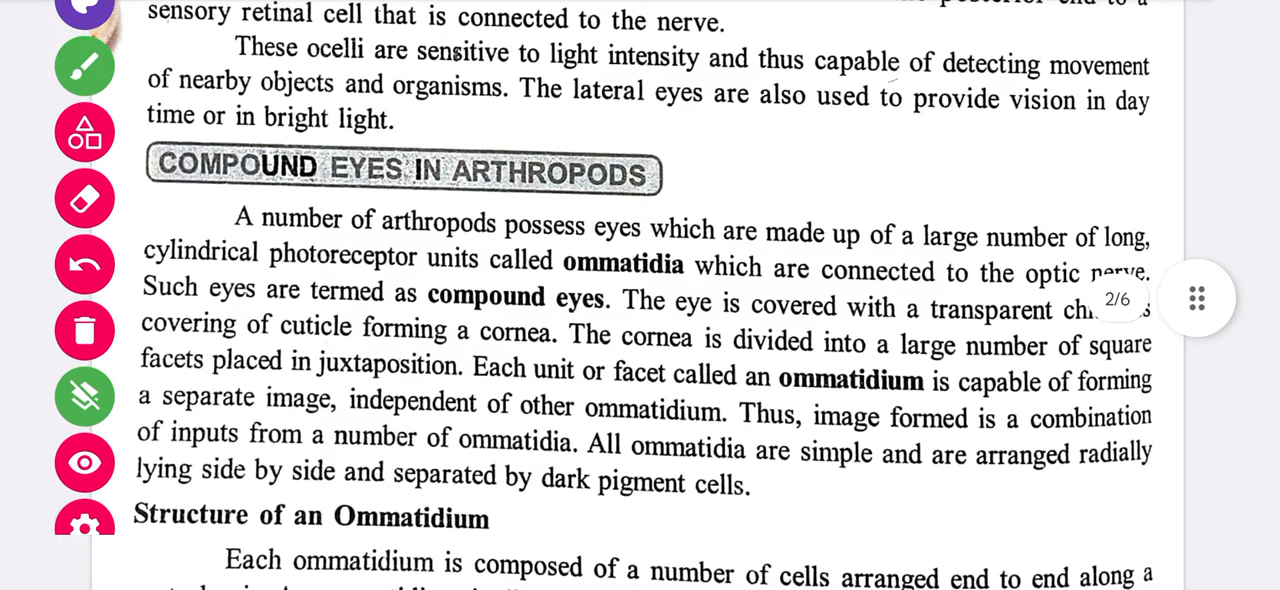 sensory retinal cell that is connected to the nerve.
These ocelli are sensitive to light intensity and thus capable of detecting movement
of nearby objects and organisms. The lateral eyes are also used to provide vision in day
time or in bright light.
COMPOUND EYES IN ARTHROPODS
A number of arthropods possess eyes which are made up of a large number of long,
cylindrical photoreceptor units called ommatidia which are connected to the optic nerve.
Such eyes are termed as compound eyes. The eye is covered with a transparent
2/6
covering of cuticle forming a cornea. The cornea is divided into a large number of square
facets placed in juxtaposition. Each unit or facet called an ommatidium is capable of forming
a separate image, independent of other ommatidium. Thus, image formed is a combination
of inputs from a number of ommatidia. All ommatidia are simple and are arranged radially
lying side by side and separated by dark pigment cells.
Structure of an Ommatidium
Each ommatidium is composed of a number of cells arranged end to end along a